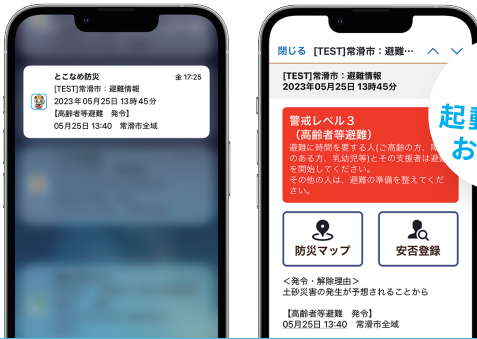 とこなめ防災
金 17:25
[TEST]常滑市：避難情報
2023年05月25日 13時45分
【高齢者等避難　発令】
05月25日 13:40　常滑市全域
閉じる [TEST]常滑市：避難…
[TEST]常滑市：避難情報
2023年05月25日 13時45分
警戒レベル３
（高齢者等避難）
避難に時間を要する人(ご高齢の方、障
のある方、乳幼児等)とその支援者は避難
を開始してください。
その他の人は、避難の準備を整えてくだ
さい。
防災マップ
安否登録
＜発令・解除理由＞
土砂災害の発生が予想されることから
【高齢者等避難　発令】
05月25日 13:40　常滑市全域
起
お